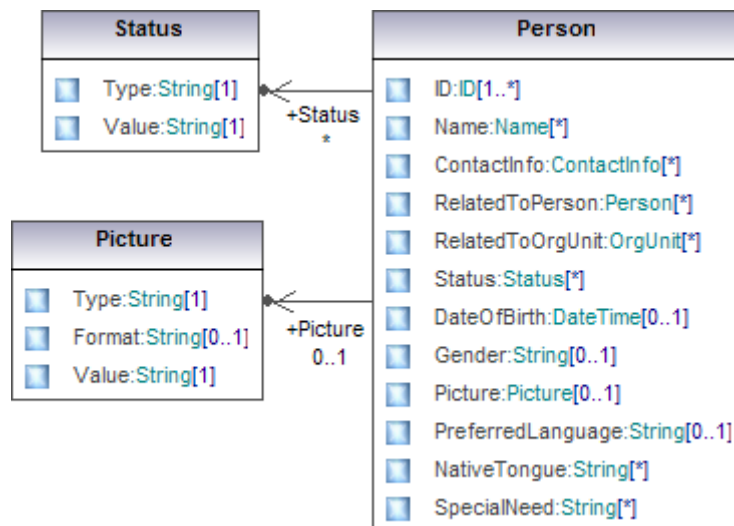 Status
Type:String[1]
Value:String[1]
+Status
*
Picture
Type:String[1]
Format:String[0..1]
Value:String[1]
+Picture
0..1
Person
ID:ID[1..*]
Name:Name[*]
ContactInfo:ContactInfo[*]
RelatedToPerson:Person[*]
RelatedToOrgUnit:OrgUnit[*]
Status:Status[*]
DateOfBirth:DateTime[0..1]
Gender:String[0..1]
Picture:Picture[0..1]
PreferredLanguage:String[0..1]
NativeTongue:String[*]
SpecialNeed:String[*]